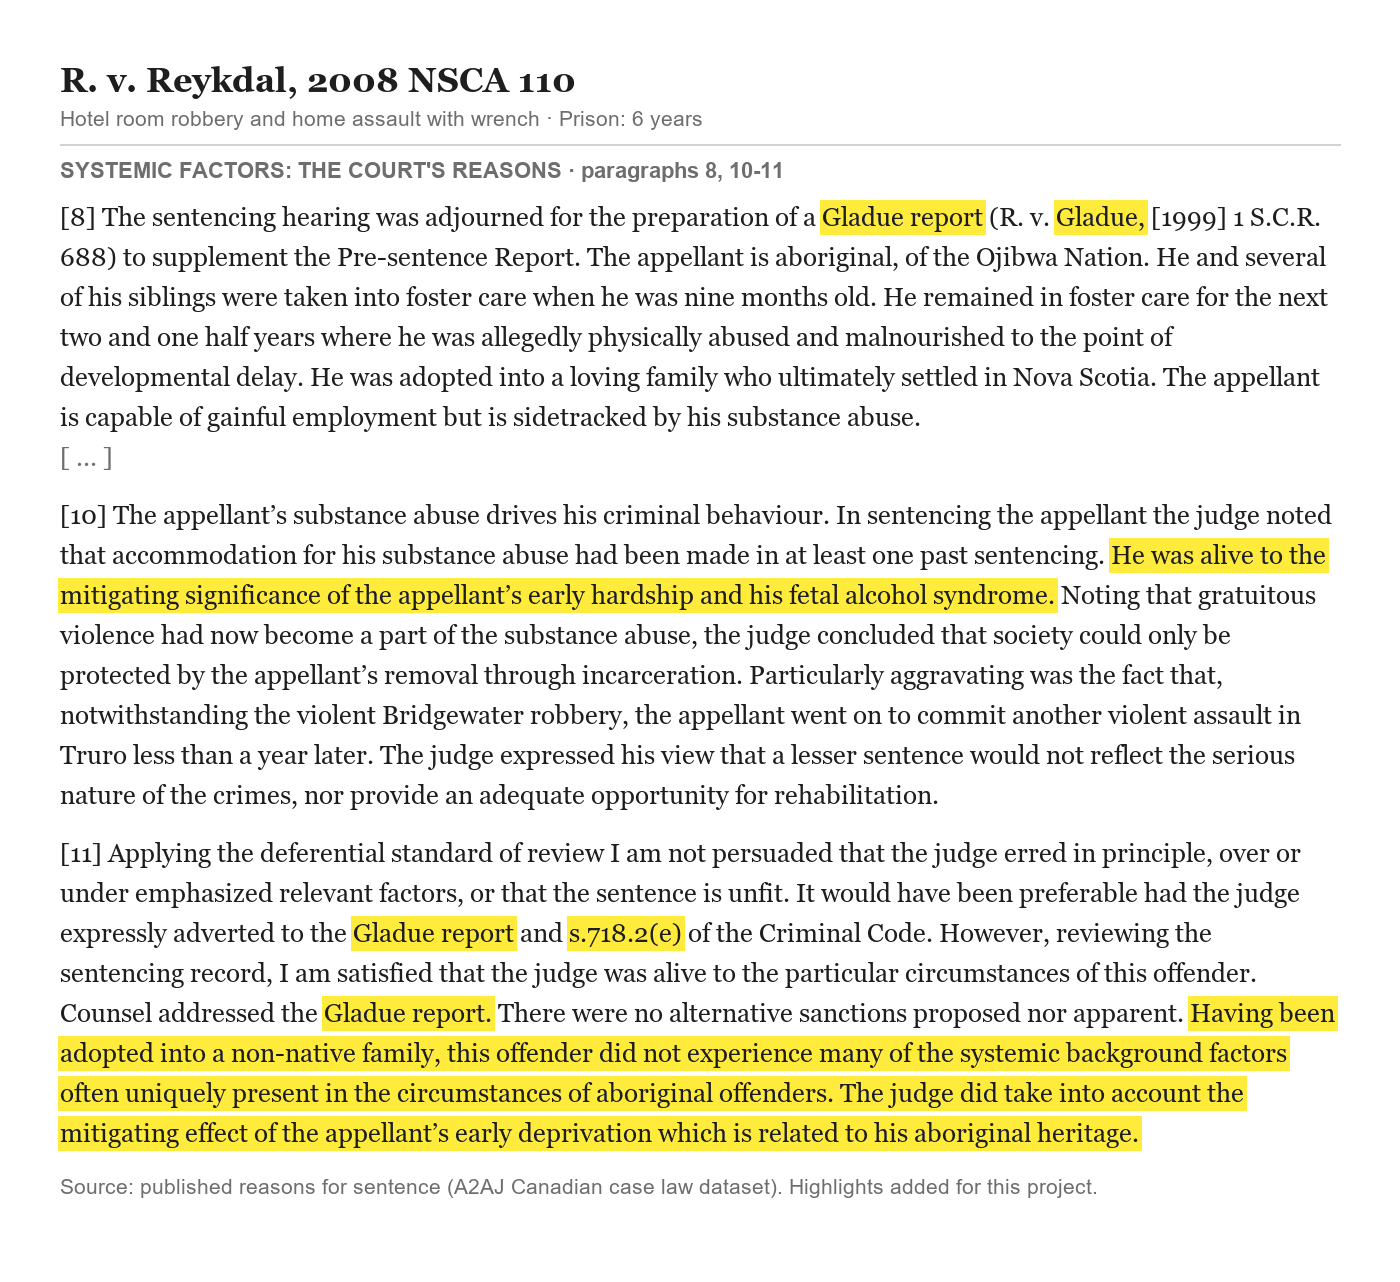 R. v. Reykdal, 2008 NSCA 110
Hotel room robbery and home assault with wrench · Prison: 6 years
SYSTEMIC FACTORS: THE COURT'S REASONS · paragraphs 8, 10-11
[8] The sentencing hearing was adjourned for the preparation of a Gladue report (R. v. Gladue, [1999] 1 S.C.R.
688) to supplement the Pre-sentence Report. The appellant is aboriginal, of the Ojibwa Nation. He and several
of his siblings were taken into foster care when he was nine months old. He remained in foster care for the next
two and one half years where he was allegedly physically abused and malnourished to the point of
developmental delay. He was adopted into a loving family who ultimately settled in Nova Scotia. The appellant
is capable of gainful employment but is sidetracked by his substance abuse.
[ ... ]
[10] The appellant’s substance abuse drives his criminal behaviour. In sentencing the appellant the judge noted
that accommodation for his substance abuse had been made in at least one past sentencing. He was alive to the
mitigating significance of the appellant’s early hardship and his fetal alcohol syndrome. Noting that gratuitous
violence had now become a part of the substance abuse, the judge concluded that society could only be
protected by the appellant’s removal through incarceration. Particularly aggravating was the fact that,
notwithstanding the violent Bridgewater robbery, the appellant went on to commit another violent assault in
Truro less than a year later. The judge expressed his view that a lesser sentence would not reflect the serious
nature of the crimes, nor provide an adequate opportunity for rehabilitation.
[11] Applying the deferential standard of review I am not persuaded that the judge erred in principle, over or
under emphasized relevant factors, or that the sentence is unfit. It would have been preferable had the judge
expressly adverted to the Gladue report and s.718.2(e) of the Criminal Code. However, reviewing the
sentencing record, I am satisfied that the judge was alive to the particular circumstances of this offender.
Counsel addressed the Gladue report. There were no alternative sanctions proposed nor apparent. Having been
adopted into a non-native family, this offender did not experience many of the systemic background factors
often uniquely present in the circumstances of aboriginal offenders. The judge did take into account the
mitigating effect of the appellant’s early deprivation which is related to his aboriginal heritage.
Source: published reasons for sentence (A2AJ Canadian case law dataset). Highlights added for this project.